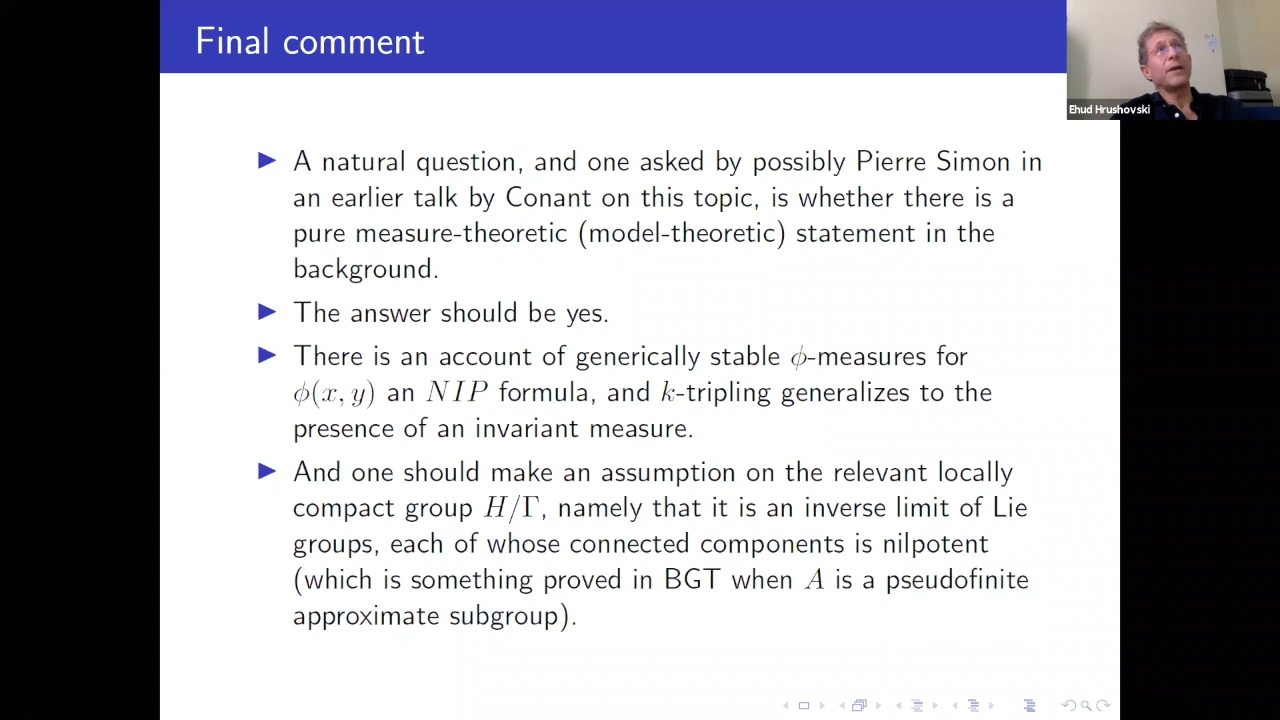 Final comment
Ehud Hrushovski
▶ A natural question, and one asked by possibly Pierre Simon in
an earlier talk by Conant on this topic, is whether there is a
pure measure-theoretic (model-theoretic) statement in the
background.
▶ The answer should be yes.
▶ There is an account of generically stable ϕ-measures for
ϕ(x, y) an NIP formula, and k-tripling generalizes to the
presence of an invariant measure.
▶ And one should make an assumption on the relevant locally
compact group H/Γ, namely that it is an inverse limit of Lie
groups, each of whose connected components is nilpotent
(which is something proved in BGT when A is a pseudofinite
approximate subgroup).